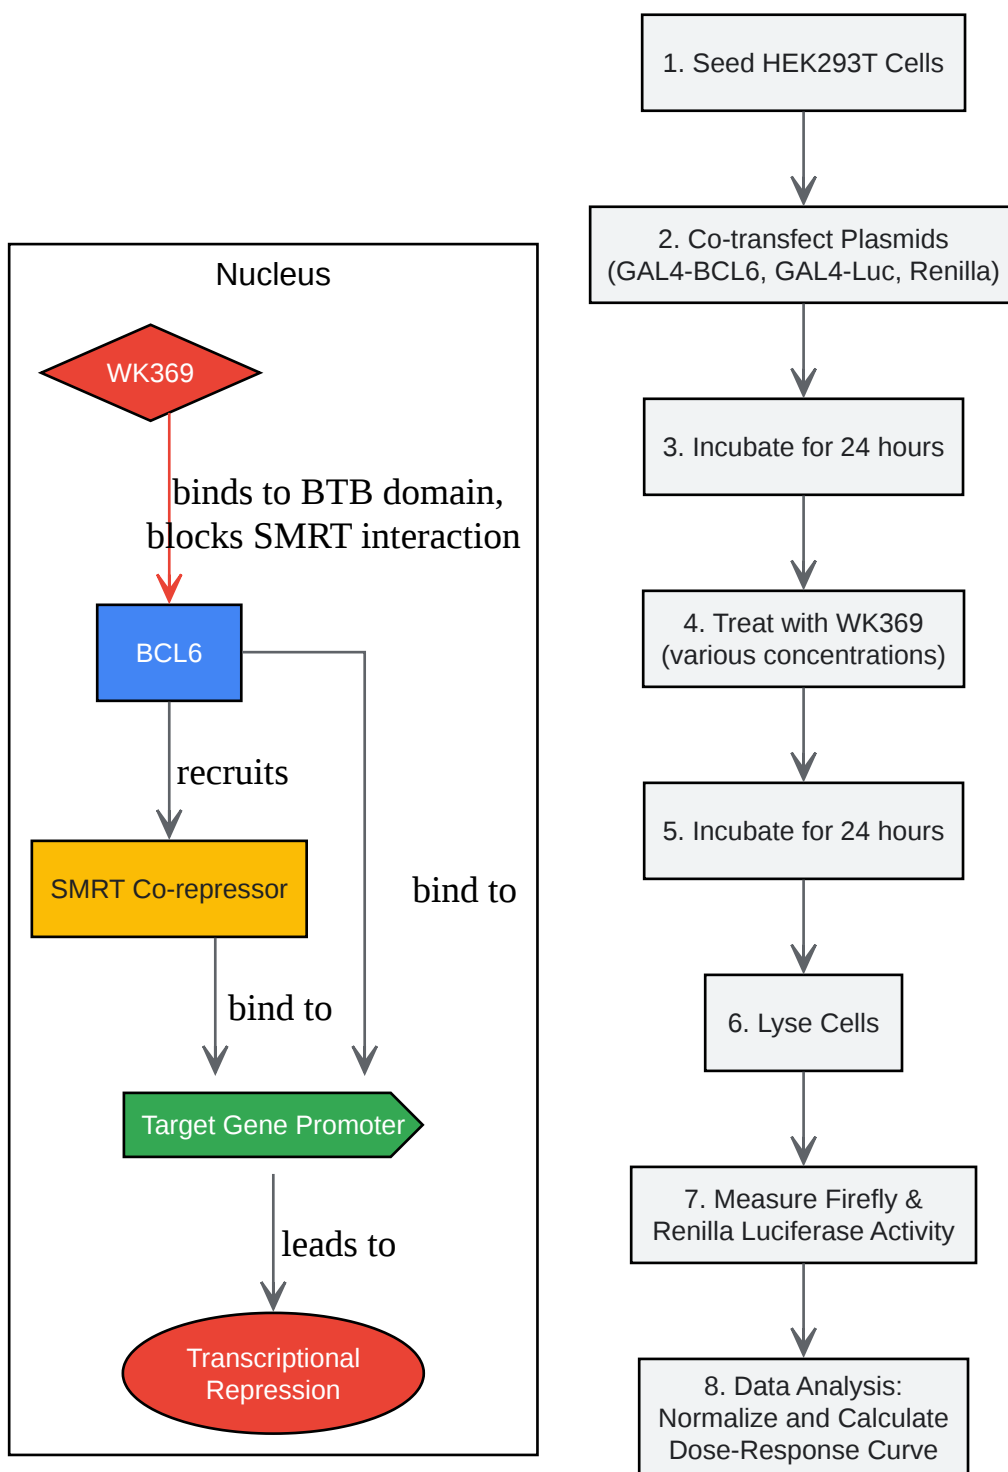 Nucleus
WK369
binds to BTB domain,
blocks SMRT interaction
BCL6
recruits
SMRT Co-repressor
bind to
bind to
Target Gene Promoter
leads to
Transcriptional
Repression
1. Seed HEK293T Cells
2. Co-transfect Plasmids
(GAL4-BCL6, GAL4-Luc, Renilla)
3. Incubate for 24 hours
4. Treat with WK369
(various concentrations)
5. Incubate for 24 hours
6. Lyse Cells
7. Measure Firefly &
Renilla Luciferase Activity
8. Data Analysis:
Normalize and Calculate
Dose-Response Curve